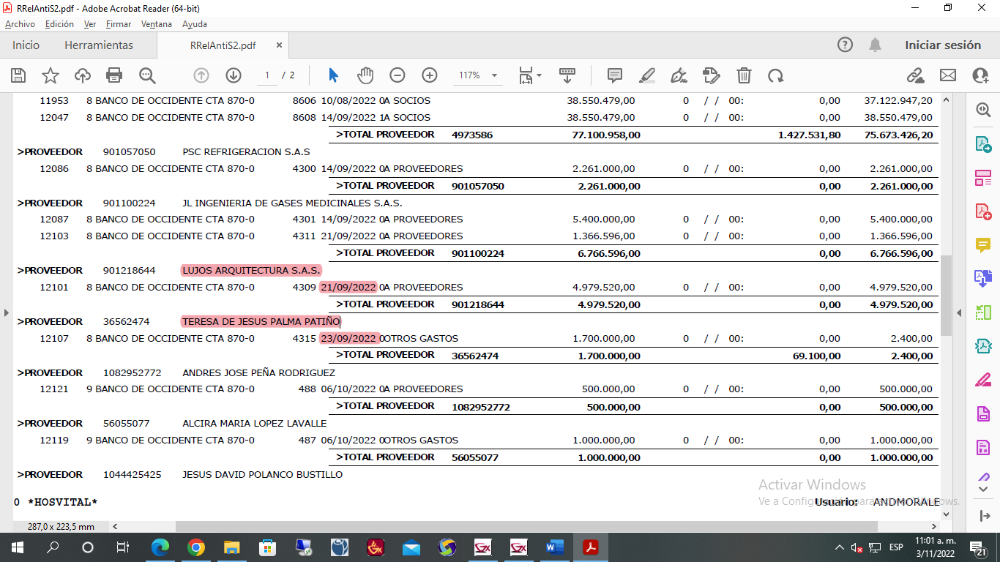 RRelAntiS2.pdf - Adobe Acrobat Reader (64-bit)
Archivo Edición Ver Firmar Ventana Ayuda
Inicio Herramientas RRelAntiS2.pdf × Iniciar sesión
1 / 2 117%
11953 8 BANCO DE OCCIDENTE CTA 870-0 8606 10/08/2022 0A SOCIOS 38.550.479,00 0 / / 00: 0,00 37.122.947,20
12047 8 BANCO DE OCCIDENTE CTA 870-0 8608 14/09/2022 1A SOCIOS 38.550.479,00 0 / / 00: 0,00 38.550.479,00
>TOTAL PROVEEDOR 4973586 77.100.958,00 1.427.531,80 75.673.426,20
>PROVEEDOR 901057050 PSC REFRIGERACION S.A.S
12086 8 BANCO DE OCCIDENTE CTA 870-0 4300 14/09/2022 0A PROVEEDORES 2.261.000,00 0 / / 00: 0,00 2.261.000,00
>TOTAL PROVEEDOR 901057050 2.261.000,00 0,00 2.261.000,00
>PROVEEDOR 901100224 JL INGENIERIA DE GASES MEDICINALES S.A.S.
12087 8 BANCO DE OCCIDENTE CTA 870-0 4301 14/09/2022 0A PROVEEDORES 5.400.000,00 0 / / 00: 0,00 5.400.000,00
12103 8 BANCO DE OCCIDENTE CTA 870-0 4311 21/09/2022 0A PROVEEDORES 1.366.596,00 0 / / 00: 0,00 1.366.596,00
>TOTAL PROVEEDOR 901100224 6.766.596,00 0,00 6.766.596,00
>PROVEEDOR 901218644 LUJOS ARQUITECTURA S.A.S.
12101 8 BANCO DE OCCIDENTE CTA 870-0 4309 21/09/2022 0A PROVEEDORES 4.979.520,00 0 / / 00: 0,00 4.979.520,00
>TOTAL PROVEEDOR 901218644 4.979.520,00 0,00 4.979.520,00
>PROVEEDOR 36562474 TERESA DE JESUS PALMA PATIÑO
12107 8 BANCO DE OCCIDENTE CTA 870-0 4315 23/09/2022 0OTROS GASTOS 1.700.000,00 0 / / 00: 0,00 2.400,00
>TOTAL PROVEEDOR 36562474 1.700.000,00 69.100,00 2.400,00
>PROVEEDOR 1082952772 ANDRES JOSE PEÑA RODRIGUEZ
12121 9 BANCO DE OCCIDENTE CTA 870-0 488 06/10/2022 0A PROVEEDORES 500.000,00 0 / / 00: 0,00 500.000,00
>TOTAL PROVEEDOR 1082952772 500.000,00 0,00 500.000,00
>PROVEEDOR 56055077 ALCIRA MARIA LOPEZ LAVALLE
12119 9 BANCO DE OCCIDENTE CTA 870-0 487 06/10/2022 0OTROS GASTOS 1.000.000,00 0 / / 00: 0,00 1.000.000,00
>TOTAL PROVEEDOR 56055077 1.000.000,00 0,00 1.000.000,00
>PROVEEDOR 1044425425 JESUS DAVID POLANCO BUSTILLO
Activar Windows
Ve a Configuración para activar Windows.
0 *HOSVITAL* Usuario: ANDMORALE
287,0 x 223,5 mm
ESP 11:01 a. m.
3/11/2022 21